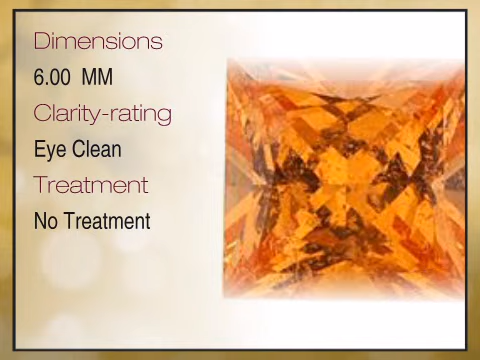 Dimensions
6.00 MM
Clarity-rating
Eye Clean
Treatment
No Treatment